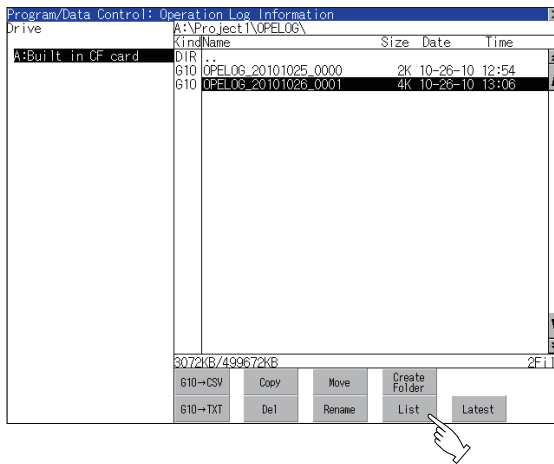 Program/Data Control: Operation Log Information
Drive
A:\Project1\OPELOG\
Kind Name Size Date Time
A:Built in CF card
DIR ..
G10 OPELOG_20101025_0000 2K 10-26-10 12:54
G10 OPELOG_20101026_0001 4K 10-26-10 13:06
3072KB/499672KB 2Fil
G10→CSV Copy Move Create Folder
G10→TXT Del Rename List Latest